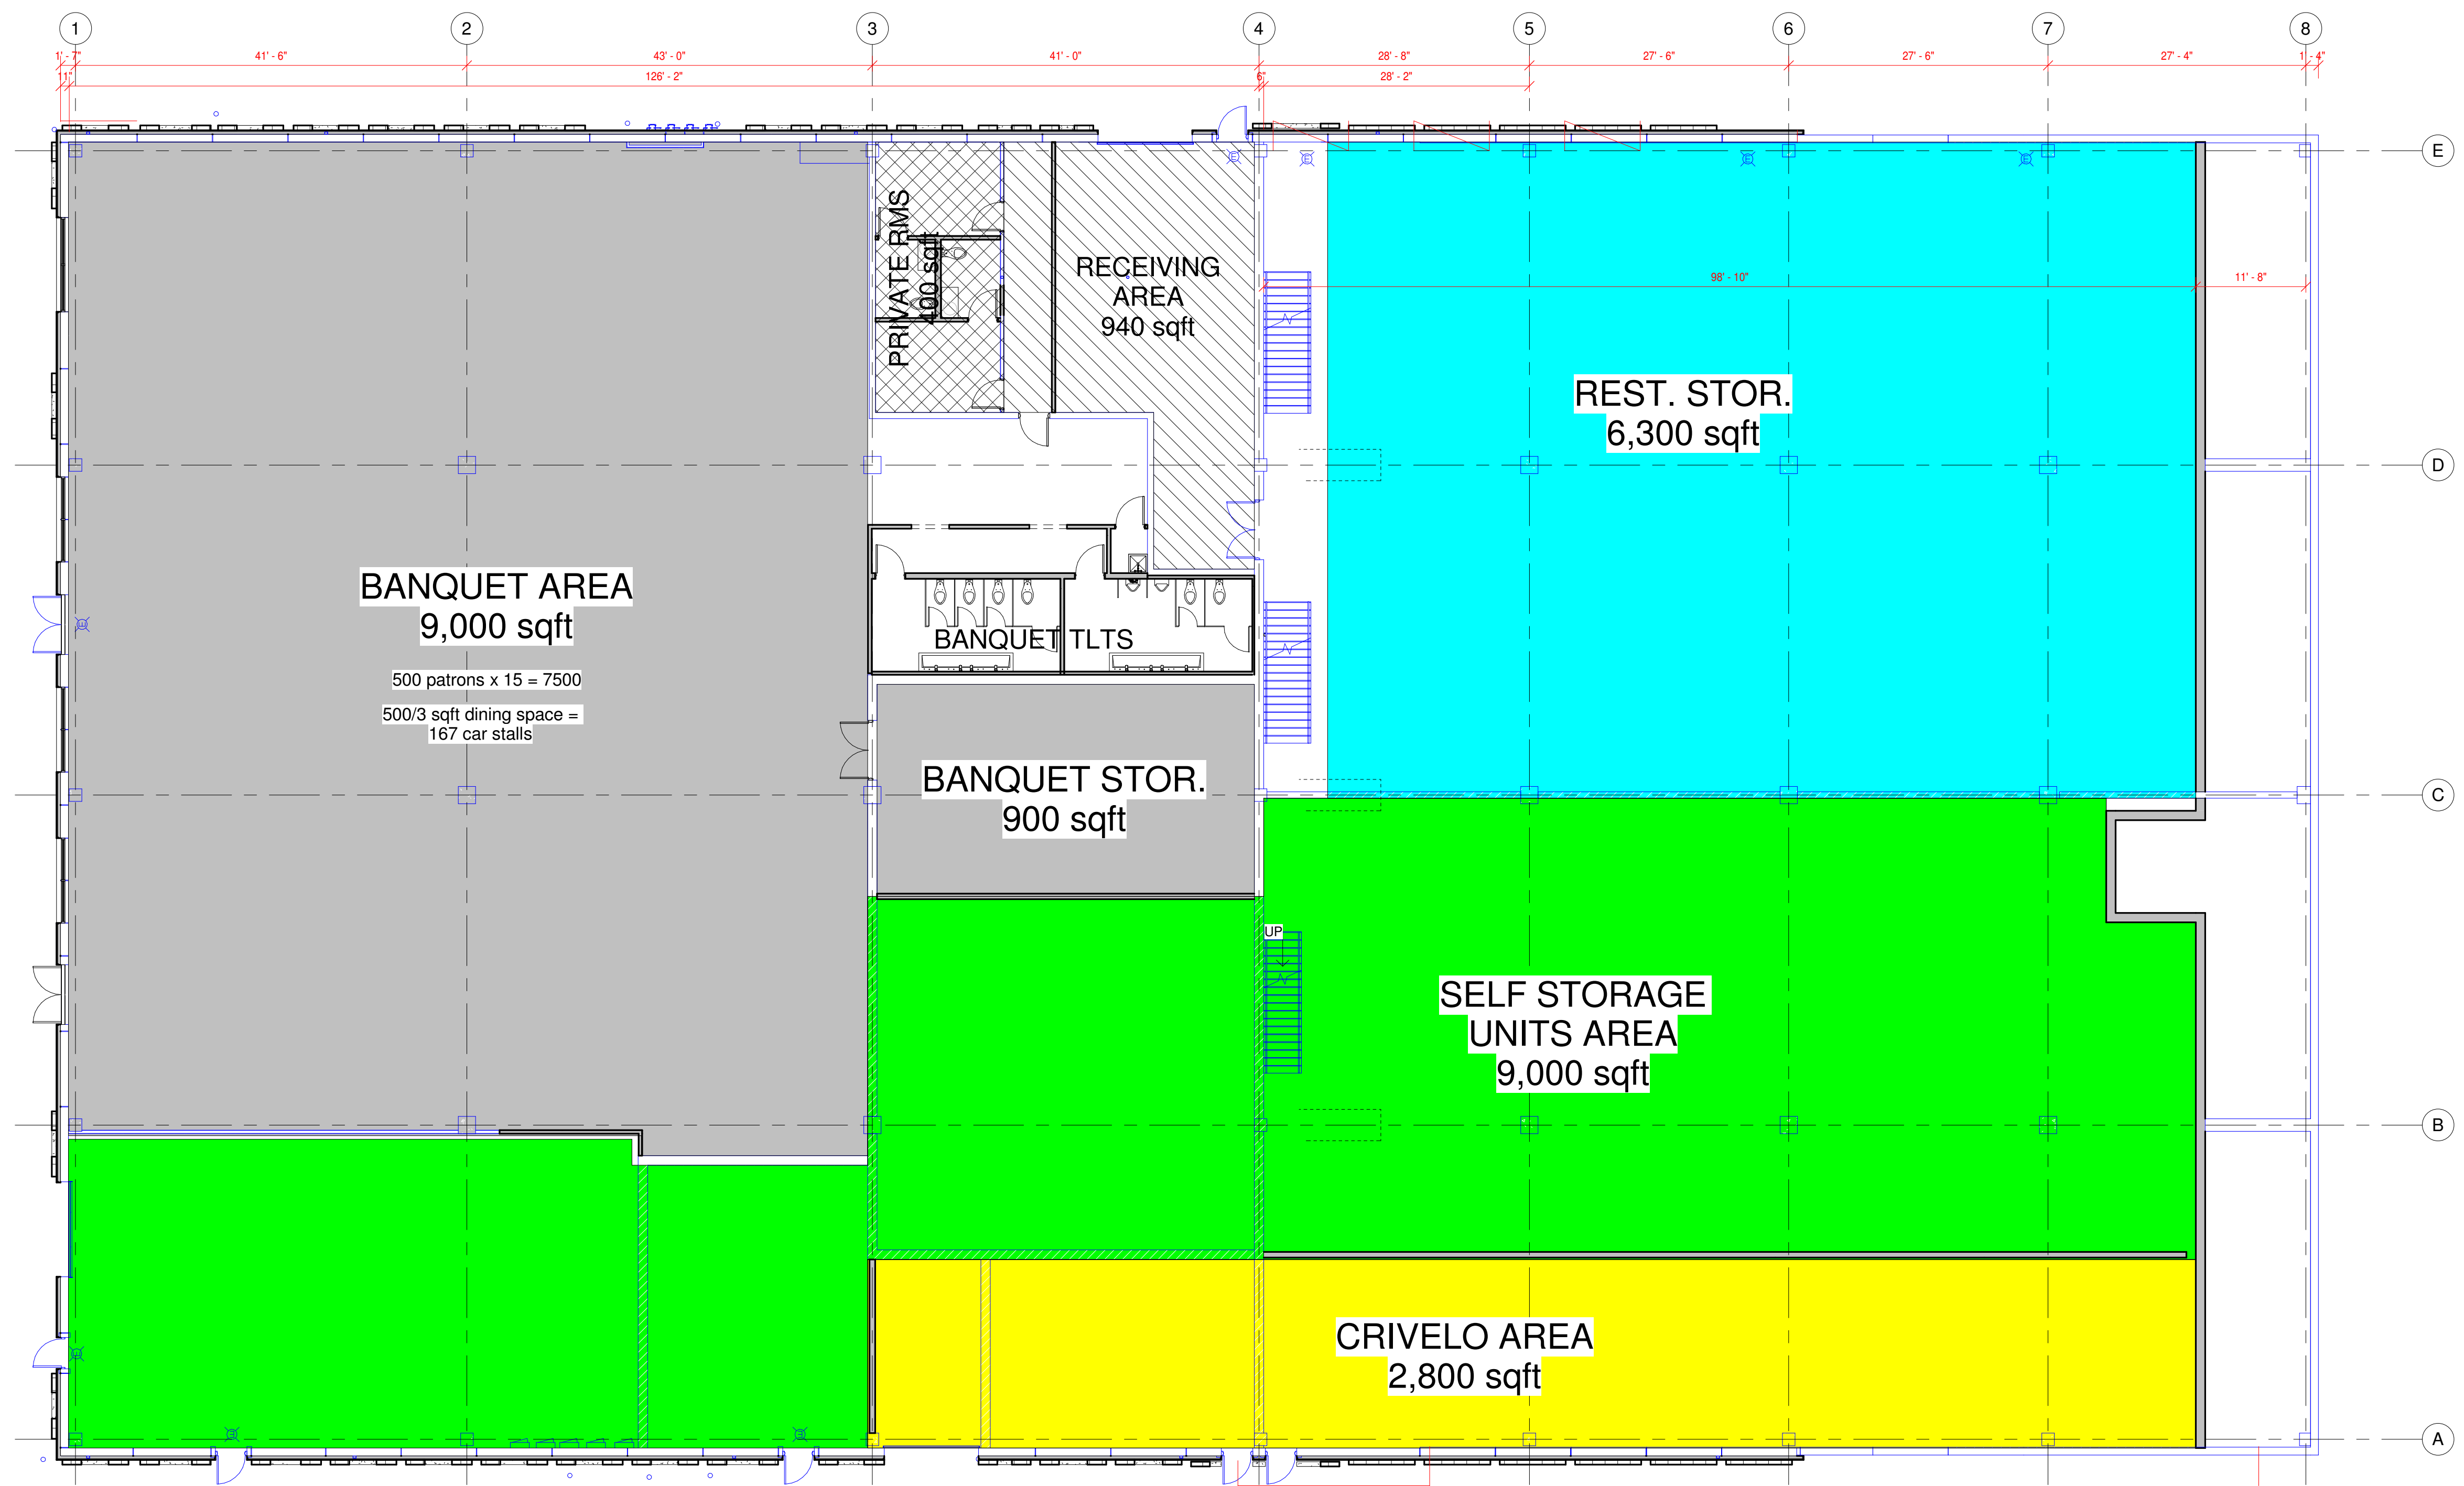 1 2 3 4 5 6 7 8
1' - 7" 41' - 6" 43' - 0" 41' - 0" 28' - 8" 27' - 6" 27' - 6" 27' - 4" 1' - 4"
11" 126' - 2" 6" 28' - 2"
E
E E E E
PRIVATE RMS
400 sqft
RECEIVING
AREA
940 sqft
98' - 10" 11' - 8"
REST. STOR.
6,300 sqft
D
BANQUET AREA
9,000 sqft
E
500 patrons x 15 = 7500
500/3 sqft dining space =
167 car stalls
BANQUET TLTS
BANQUET STOR.
900 sqft
C
UP
SELF STORAGE
UNITS AREA
9,000 sqft
B
CRIVELO AREA
2,800 sqft
E
E E
A